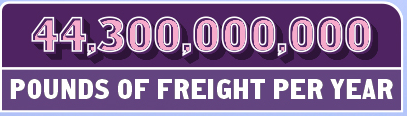 44,300,000,000
POUNDS OF FREIGHT PER YEAR